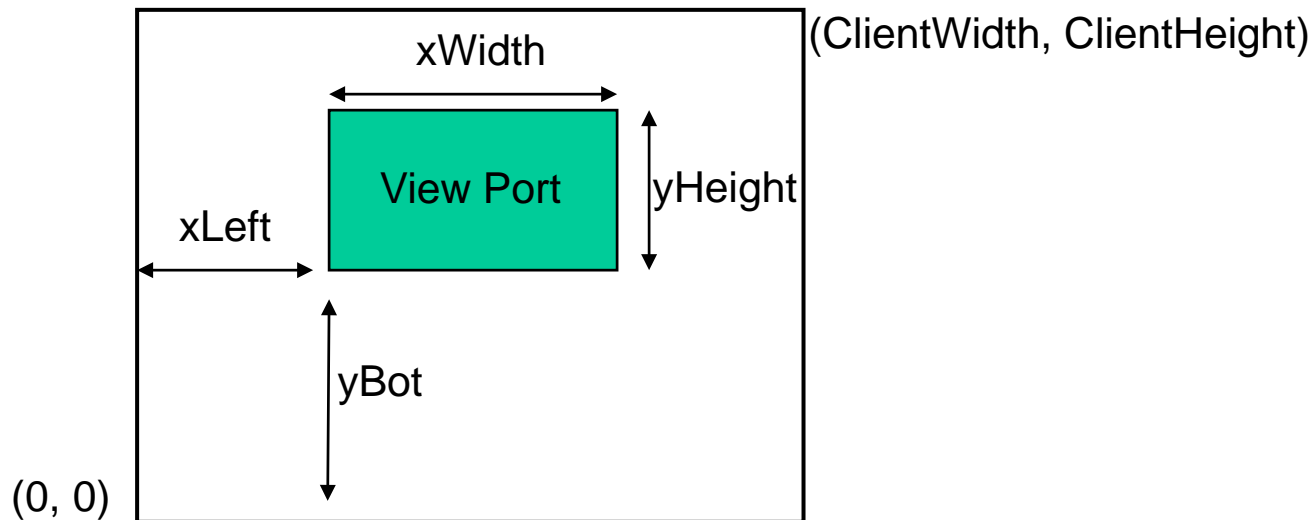 (ClientWidth, ClientHeight)
xWidth
View Port
yHeight
xLeft
yBot
(0, 0)